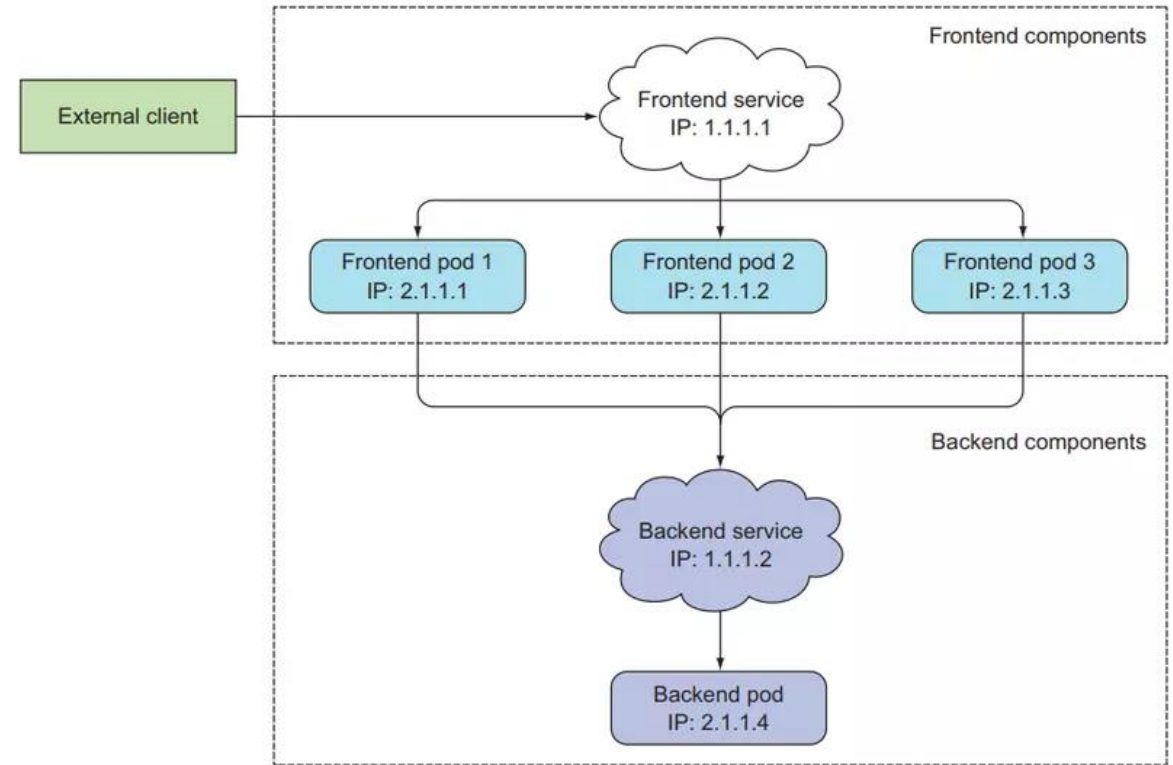 Frontend components
External client
Frontend service
IP: 1.1.1.1
Frontend pod 1
IP: 2.1.1.1
Frontend pod 2
IP: 2.1.1.2
Frontend pod 3
IP: 2.1.1.3
Backend components
Backend service
IP: 1.1.1.2
Backend pod
IP: 2.1.1.4